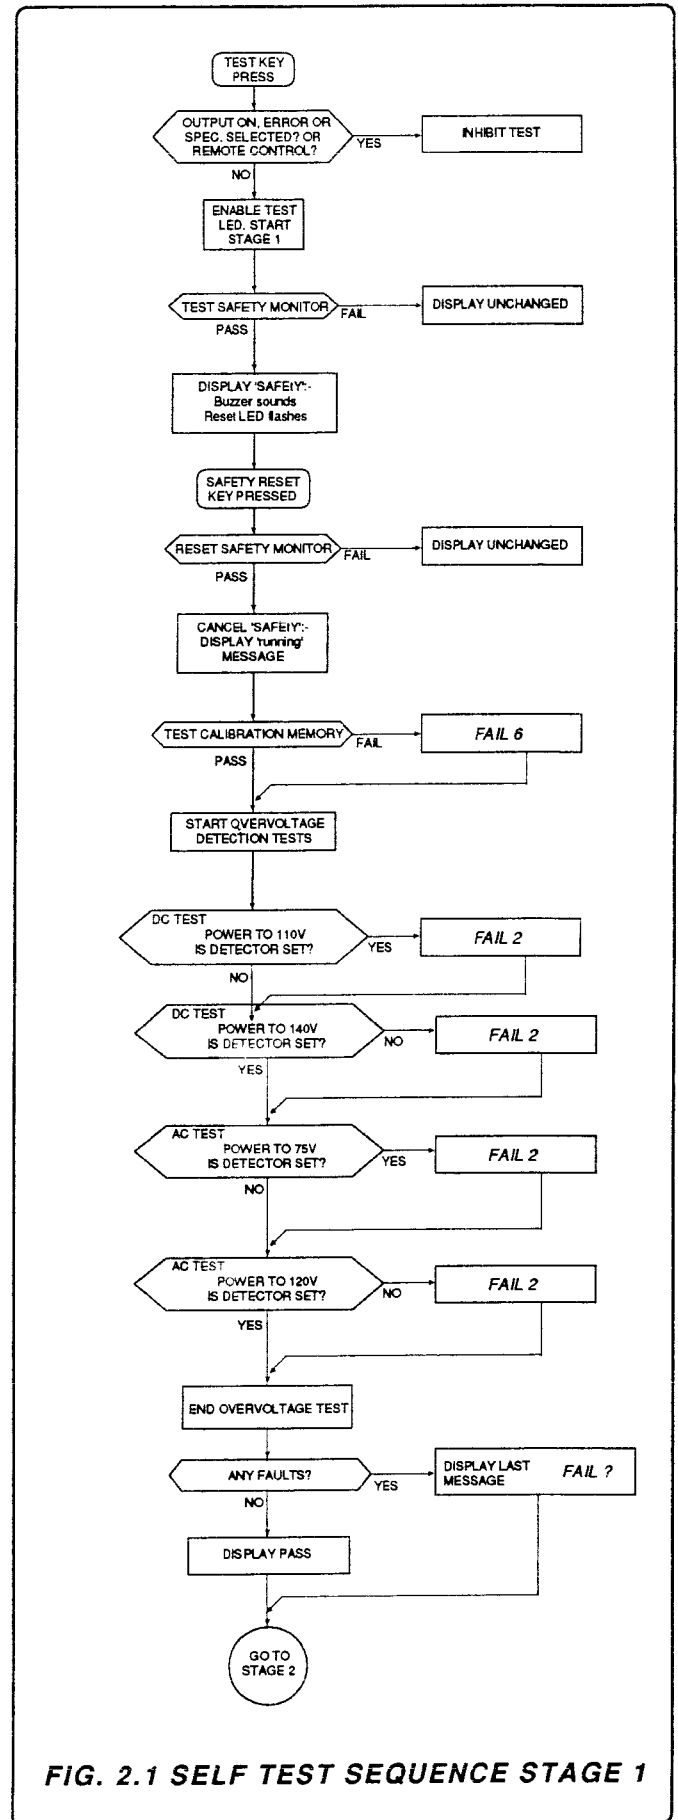 TEST KEY
PRESS
OUTPUT ON, ERROR OR
SPEC. SELECTED? OR
REMOTE CONTROL?
YES
INHIBIT TEST
NO
ENABLE TEST
LED. START
STAGE 1
TEST SAFETY MONITOR
FAIL
DISPLAY UNCHANGED
PASS
DISPLAY 'SAFEtY':-
Buzzer sounds
Reset LED flashes
SAFETY RESET
KEY PRESSED
RESET SAFETY MONITOR
FAIL
DISPLAY UNCHANGED
PASS
CANCEL 'SAFEtY':-
DISPLAY 'running'
MESSAGE
TEST CALIBRATION MEMORY
FAIL
FAIL 6
PASS
START OVERVOLTAGE
DETECTION TESTS
DC TEST
POWER TO 110V
IS DETECTOR SET?
YES
FAIL 2
NO
DC TEST
POWER TO 140V
IS DETECTOR SET?
NO
FAIL 2
YES
AC TEST
POWER TO 75V
IS DETECTOR SET?
YES
FAIL 2
NO
AC TEST
POWER TO 120V
IS DETECTOR SET?
NO
FAIL 2
YES
END OVERVOLTAGE TEST
ANY FAULTS?
YES
DISPLAY LAST
MESSAGE
FAIL ?
NO
DISPLAY PASS
GO TO
STAGE 2
FIG. 2.1 SELF TEST SEQUENCE STAGE 1